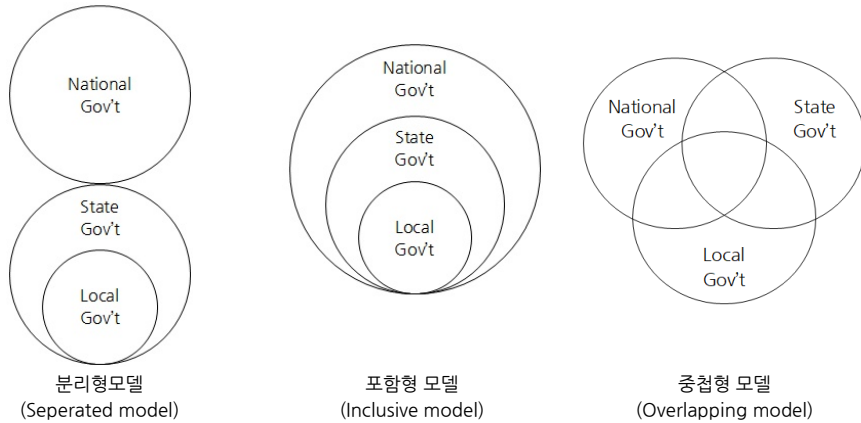 National
Gov't
State
Gov't
Local
Gov't
분리형모델
(Seperated model)
National
Gov't
State
Gov't
Local
Gov't
포함형 모델
(Inclusive model)
National
Gov't
State
Gov't
Local
Gov't
중첩형 모델
(Overlapping model)